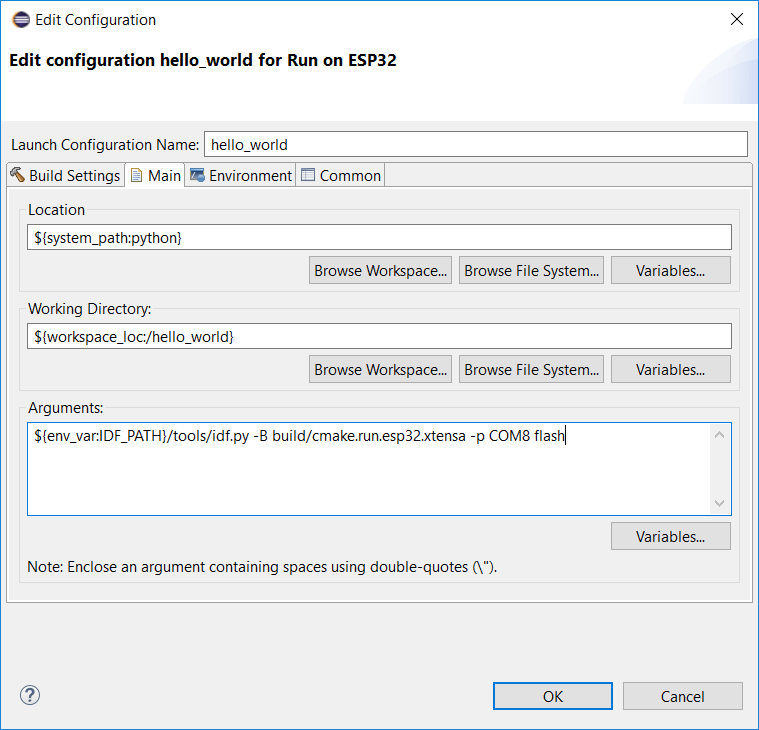 Edit Configuration
Edit configuration hello_world for Run on ESP32
Launch Configuration Name: hello_world
Build Settings Main Environment Common
Location
${system_path:python}
Browse Workspace... Browse File System... Variables...
Working Directory:
${workspace_loc:/hello_world}
Browse Workspace... Browse File System... Variables...
Arguments:
${env_var:IDF_PATH}/tools/idf.py -B build/cmake.run.esp32.xtensa -p COM8 flash
Variables...
Note: Enclose an argument containing spaces using double-quotes (\").
? OK Cancel